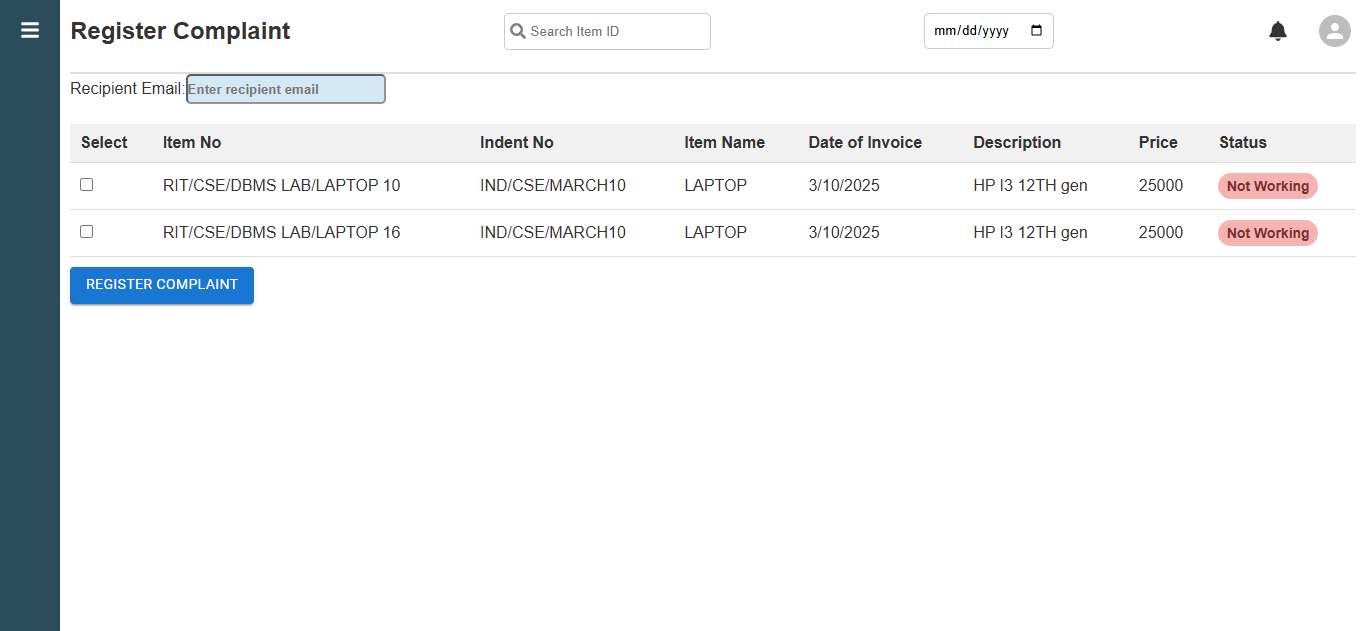 Register Complaint Search Item ID mm/dd/yyyy
Recipient Email: Enter recipient email
Select Item No Indent No Item Name Date of Invoice Description Price Status
RIT/CSE/DBMS LAB/LAPTOP 10 IND/CSE/MARCH10 LAPTOP 3/10/2025 HP I3 12TH gen 25000 Not Working
RIT/CSE/DBMS LAB/LAPTOP 16 IND/CSE/MARCH10 LAPTOP 3/10/2025 HP I3 12TH gen 25000 Not Working
REGISTER COMPLAINT